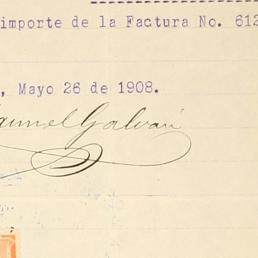 importe de la Factura No. 612
, Mayo 26 de 1908.
Galván